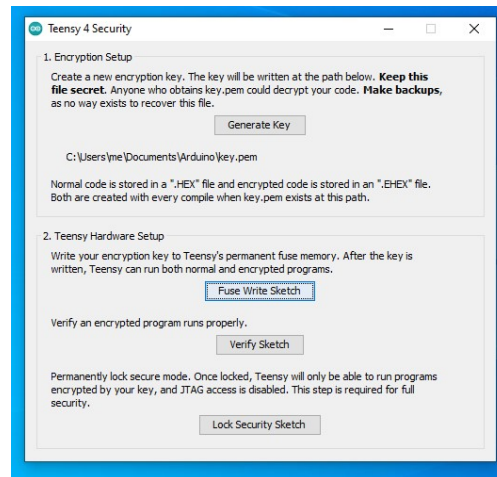 Teensy 4 Security
1. Encryption Setup
Create a new encryption key. The key will be written at the path below. Keep this
file secret. Anyone who obtains key.pem could decrypt your code. Make backups,
as no way exists to recover this file.
Generate Key
C:\Users\me\Documents\Arduino\key.pem
Normal code is stored in a ".HEX" file and encrypted code is stored in an ".EHEX" file.
Both are created with every compile when key.pem exists at this path.
2. Teensy Hardware Setup
Write your encryption key to Teensy's permanent fuse memory. After the key is
written, Teensy can run both normal and encrypted programs.
Fuse Write Sketch
Verify an encrypted program runs properly.
Verify Sketch
Permanently lock secure mode. Once locked, Teensy will only be able to run programs
encrypted by your key, and JTAG access is disabled. This step is required for full
security.
Lock Security Sketch